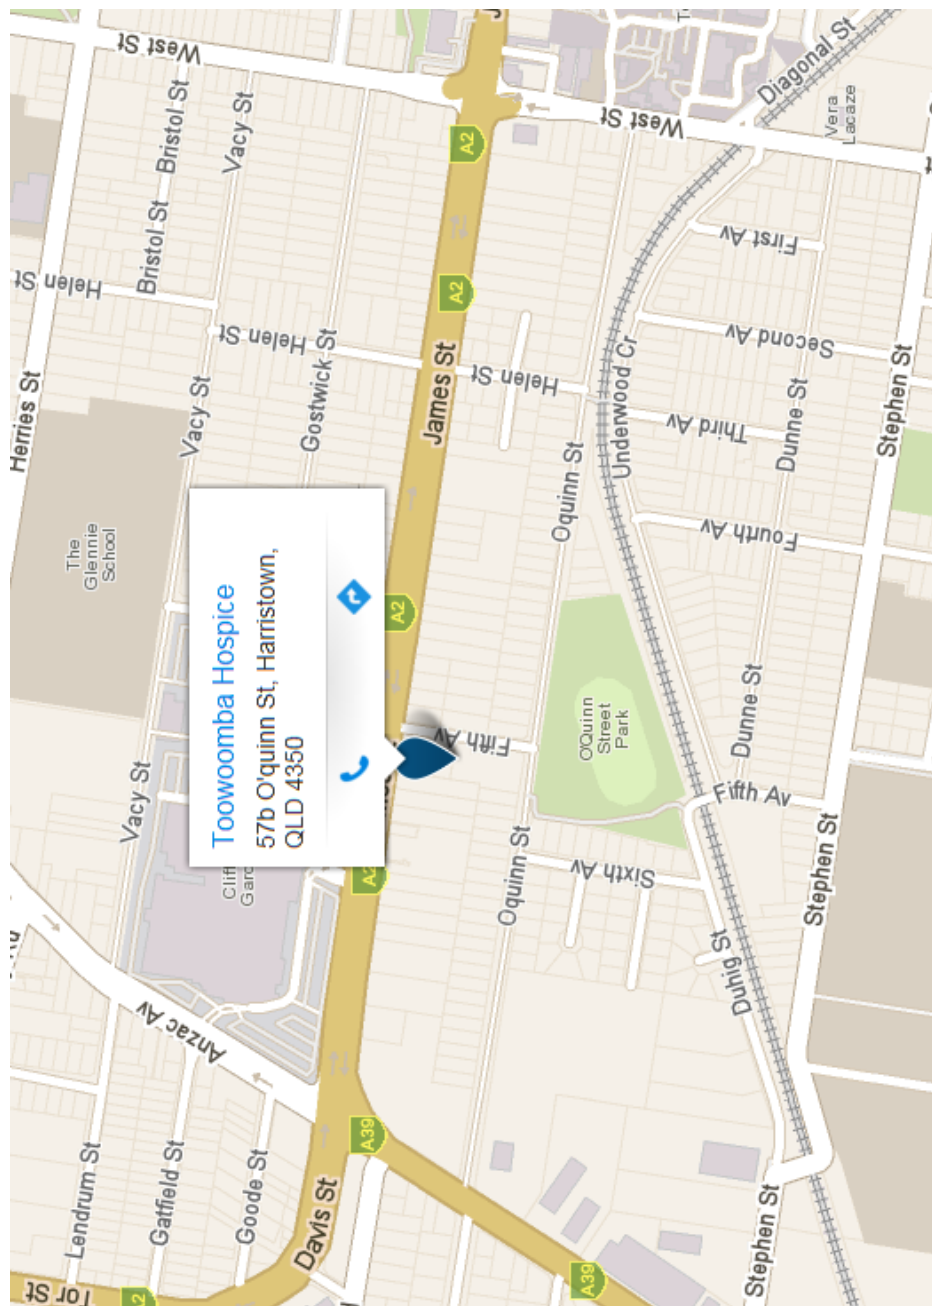 West St
Bristol St
Vacy St
Bristol St
Helen St
Helen St
Herries St
Vacy St
Gostwick St
James St
A2
A2
West St
Diagonal St
Vera
Lacaze
First Av
Second Av
Underwood Cr
Helen St
Third Av
Dunne St
Stephen St
Oquinn St
Fourth Av
The
Glennie
School
Toowoomba Hospice
57b O'quinn St, Harristown,
QLD 4350
A2
Fifth Av
O'Quinn
Street
Park
Dunne St
Fifth Av
Vacy St
A2
Oquinn St
Sixth Av
Stephen St
Duhig St
Anzac Av
A39
Lendrum St
Gatfield St
Goode St
Davis St
Stephen St
A39
Tor St
A2